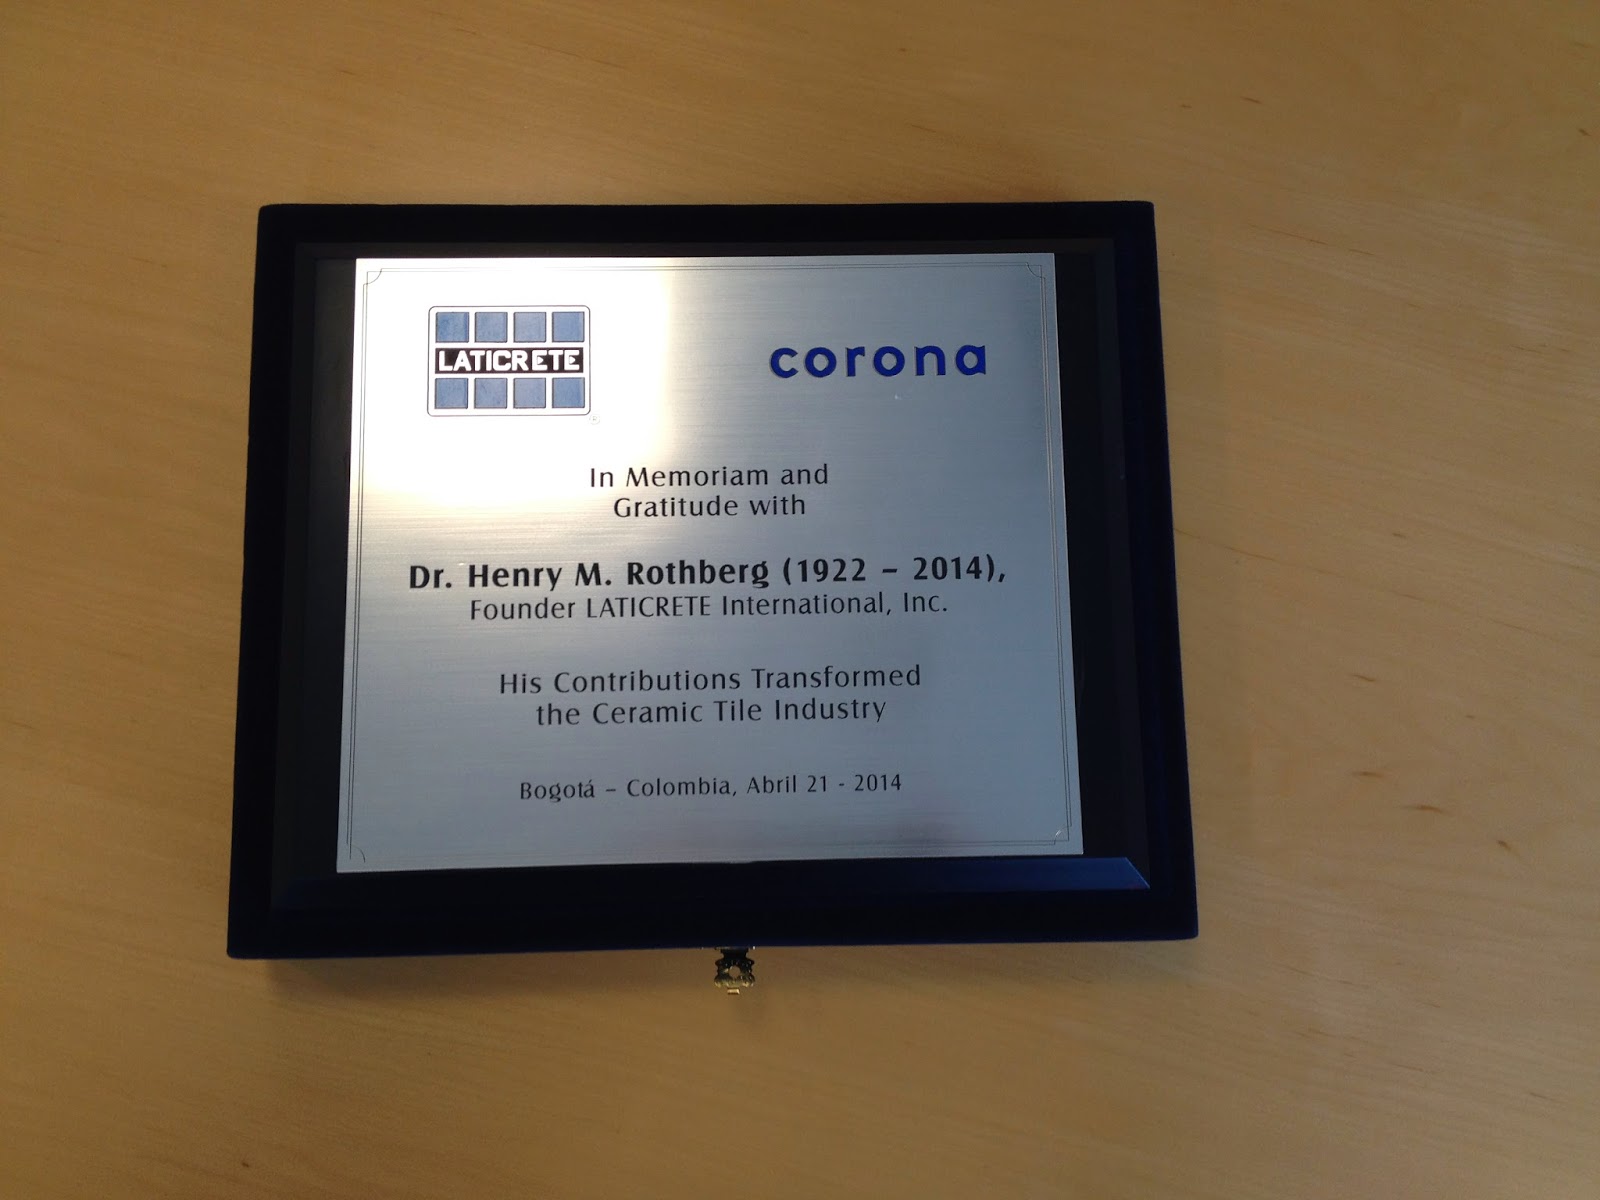 LATICRETE
®
corona
In Memoriam and
Gratitude with
Dr. Henry M. Rothberg (1922 – 2014),
Founder LATICRETE International, Inc.
His Contributions Transformed
the Ceramic Tile Industry
Bogotá – Colombia, Abril 21 - 2014